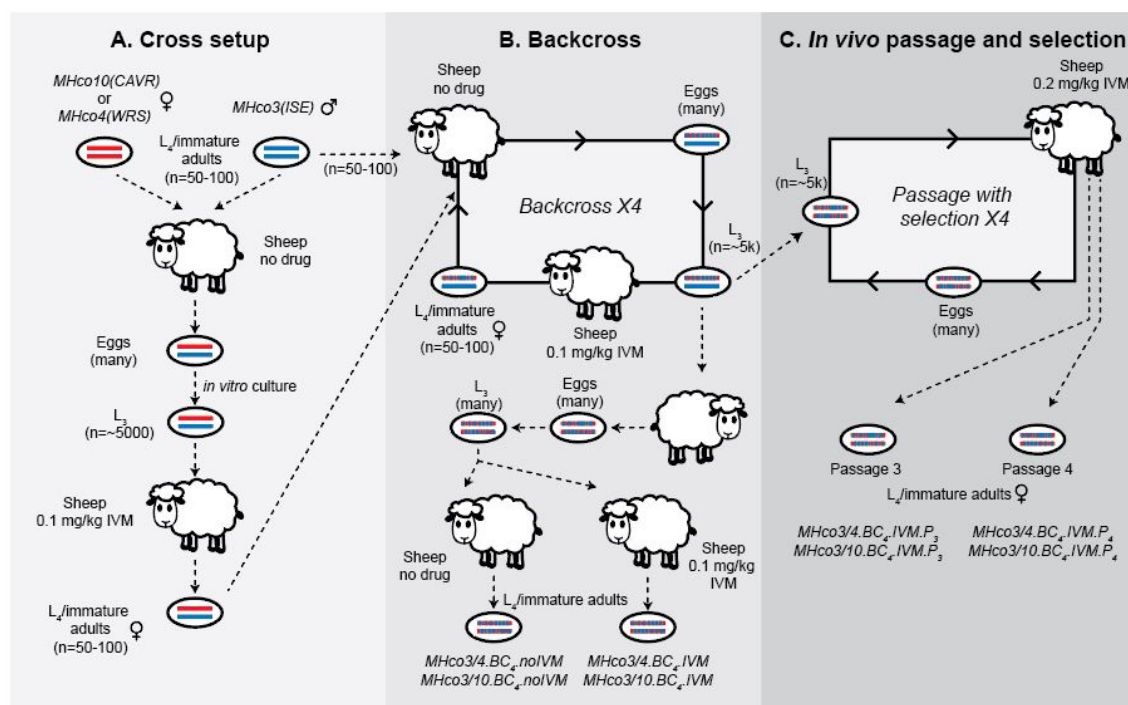 A. Cross setup
MHco10(CAVR)
or
MHco4(WRS)
♀
MHco3(ISE) ♂
L₄/immature
adults
(n=50-100)
Sheep
no drug
Eggs
(many)
in vitro culture
L₃
(n=~5000)
Sheep
0.1 mg/kg IVM
L₄/immature
adults ♀
(n=50-100)
B. Backcross
Sheep
no drug
(n=50-100)
Eggs
(many)
Backcross X4
L₃
(n=~5k)
L₄/immature
adults ♀
(n=50-100)
Sheep
0.1 mg/kg IVM
L₃
(many)
Eggs
(many)
Sheep
no drug
Sheep
0.1 mg/kg
IVM
L₄/immature adults
MHco3/4.BC₄.noIVM
MHco3/10.BC₄.noIVM
MHco3/4.BC₄.IVM
MHco3/10.BC₄.IVM
C. In vivo passage and selection
Sheep
0.2 mg/kg IVM
L₃
(n=~5k)
Passage with
selection X4
Eggs
(many)
Passage 3
Passage 4
L₄/immature adults ♀
MHco3/4.BC₄.IVM.P₃
MHco3/10.BC₄.IVM.P₃
MHco3/4.BC₄.IVM.P₄
MHco3/10.BC₄.IVM.P₄